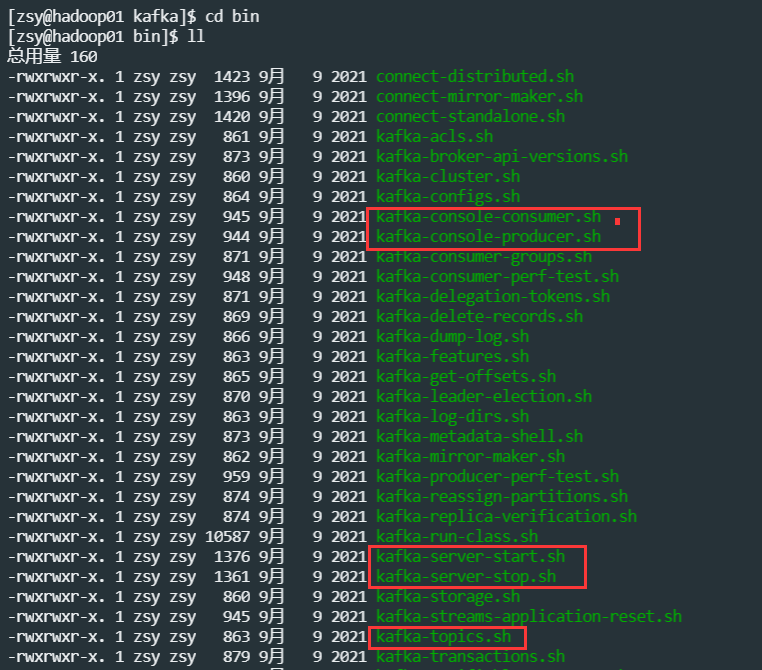 [zsy@hadoop01 kafka]$ cd bin
[zsy@hadoop01 bin]$ ll
总用量 160
-rwxrwxr-x. 1 zsy zsy  1423 9月   9 2021 connect-distributed.sh
-rwxrwxr-x. 1 zsy zsy  1396 9月   9 2021 connect-mirror-maker.sh
-rwxrwxr-x. 1 zsy zsy  1420 9月   9 2021 connect-standalone.sh
-rwxrwxr-x. 1 zsy zsy   861 9月   9 2021 kafka-acls.sh
-rwxrwxr-x. 1 zsy zsy   873 9月   9 2021 kafka-broker-api-versions.sh
-rwxrwxr-x. 1 zsy zsy   860 9月   9 2021 kafka-cluster.sh
-rwxrwxr-x. 1 zsy zsy   864 9月   9 2021 kafka-configs.sh
-rwxrwxr-x. 1 zsy zsy   945 9月   9 2021 kafka-console-consumer.sh
-rwxrwxr-x. 1 zsy zsy   944 9月   9 2021 kafka-console-producer.sh
-rwxrwxr-x. 1 zsy zsy   871 9月   9 2021 kafka-consumer-groups.sh
-rwxrwxr-x. 1 zsy zsy   948 9月   9 2021 kafka-consumer-perf-test.sh
-rwxrwxr-x. 1 zsy zsy   871 9月   9 2021 kafka-delegation-tokens.sh
-rwxrwxr-x. 1 zsy zsy   869 9月   9 2021 kafka-delete-records.sh
-rwxrwxr-x. 1 zsy zsy   866 9月   9 2021 kafka-dump-log.sh
-rwxrwxr-x. 1 zsy zsy   863 9月   9 2021 kafka-features.sh
-rwxrwxr-x. 1 zsy zsy   865 9月   9 2021 kafka-get-offsets.sh
-rwxrwxr-x. 1 zsy zsy   870 9月   9 2021 kafka-leader-election.sh
-rwxrwxr-x. 1 zsy zsy   863 9月   9 2021 kafka-log-dirs.sh
-rwxrwxr-x. 1 zsy zsy   873 9月   9 2021 kafka-metadata-shell.sh
-rwxrwxr-x. 1 zsy zsy   862 9月   9 2021 kafka-mirror-maker.sh
-rwxrwxr-x. 1 zsy zsy   959 9月   9 2021 kafka-producer-perf-test.sh
-rwxrwxr-x. 1 zsy zsy   874 9月   9 2021 kafka-reassign-partitions.sh
-rwxrwxr-x. 1 zsy zsy   874 9月   9 2021 kafka-replica-verification.sh
-rwxrwxr-x. 1 zsy zsy 10587 9月   9 2021 kafka-run-class.sh
-rwxrwxr-x. 1 zsy zsy  1376 9月   9 2021 kafka-server-start.sh
-rwxrwxr-x. 1 zsy zsy  1361 9月   9 2021 kafka-server-stop.sh
-rwxrwxr-x. 1 zsy zsy   860 9月   9 2021 kafka-storage.sh
-rwxrwxr-x. 1 zsy zsy   945 9月   9 2021 kafka-streams-application-reset.sh
-rwxrwxr-x. 1 zsy zsy   863 9月   9 2021 kafka-topics.sh
-rwxrwxr-x. 1 zsy zsy   879 9月   9 2021 kafka-transactions.sh